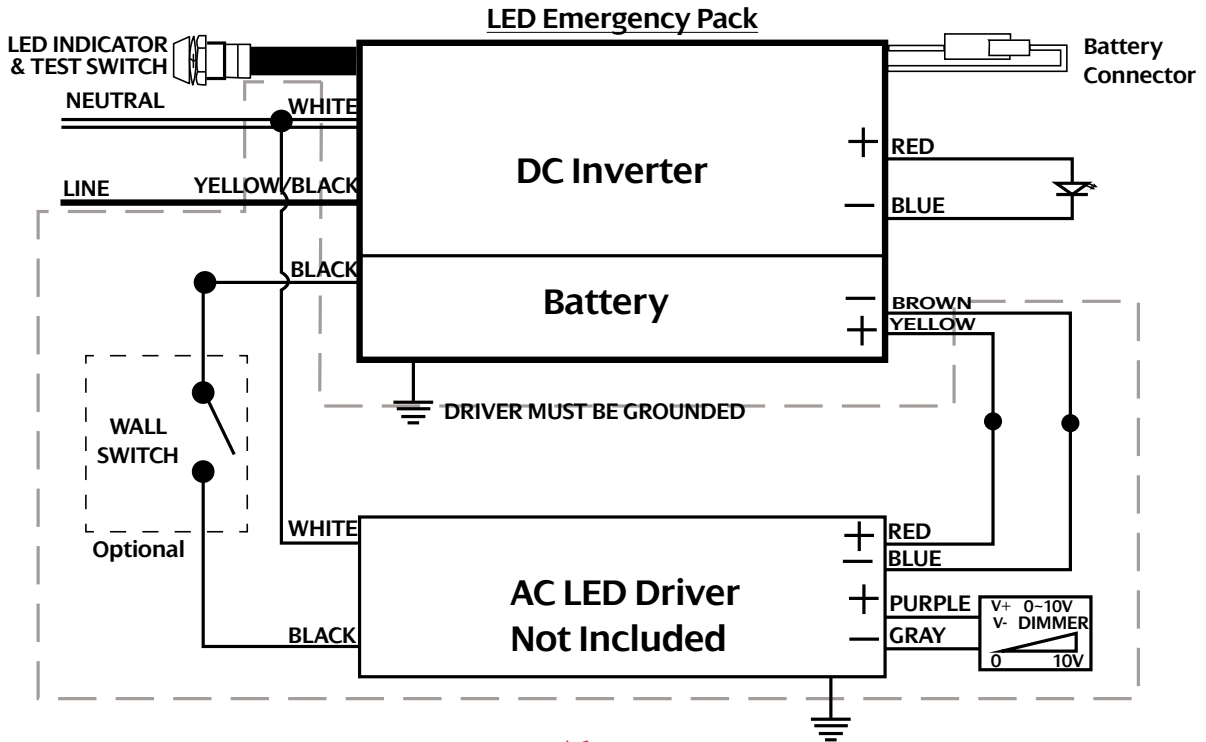 LED Emergency Pack
LED INDICATOR
& TEST SWITCH
Battery
Connector
NEUTRAL
WHITE
RED
+
DC Inverter
LINE
YELLOW/BLACK
−
BLUE
BLACK
Battery
−
BROWN
+
YELLOW
DRIVER MUST BE GROUNDED
WALL
SWITCH
Optional
WHITE
+
RED
−
BLUE
AC LED Driver
Not Included
+
PURPLE
−
GRAY
BLACK
V+ 0~10V
V- DIMMER
0 10V